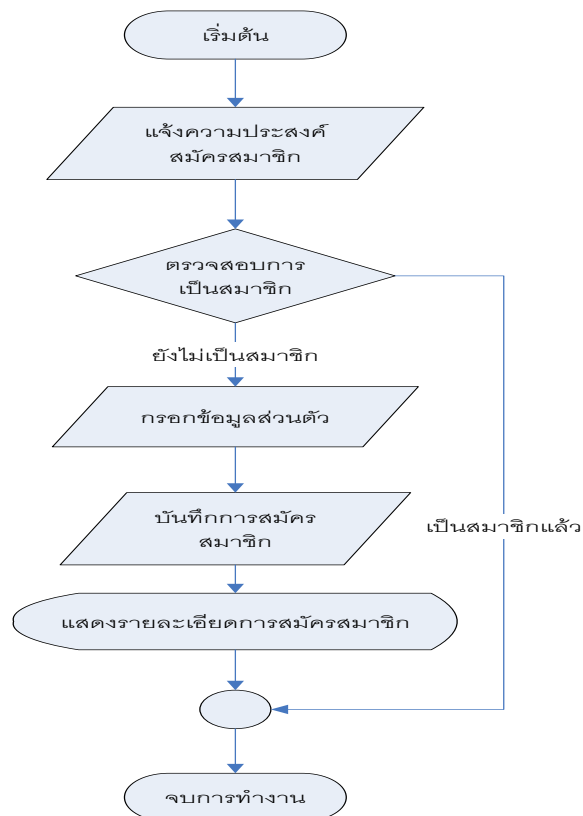 เริ่มต้น
แจ้งความประสงค์
สมัครสมาชิก
ตรวจสอบการ
เป็นสมาชิก
ยังไม่เป็นสมาชิก
กรอกข้อมูลส่วนตัว
บันทึกการสมัคร
สมาชิก
เป็นสมาชิกแล้ว
แสดงรายละเอียดการสมัครสมาชิก
จบการทำงาน